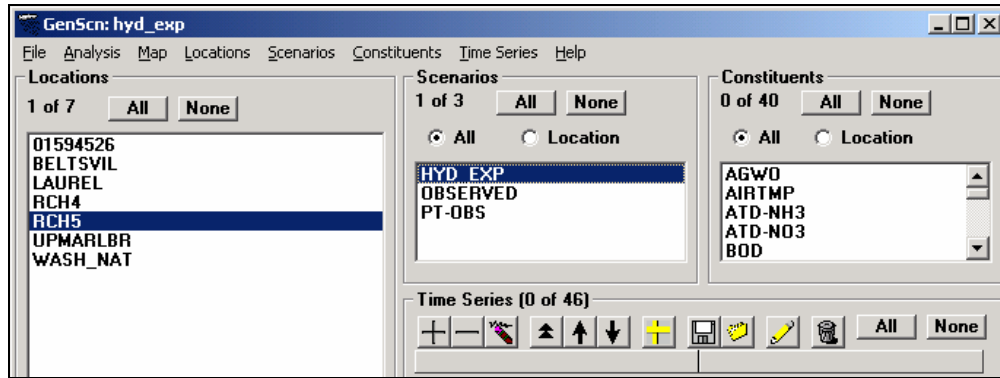 GenScn: hyd_exp
File Analysis Map Locations Scenarios Constituents Time Series Help
Locations
1 of 7 All None
01594526
BELTSVIL
LAUREL
RCH4
RCH5
UPMARLBR
WASH_NAT
Scenarios
1 of 3 All None
All Location
HYD_EXP
OBSERVED
PT-OBS
Constituents
0 of 40 All None
All Location
AGWO
AIRTMP
ATD-NH3
ATD-NO3
BOD
Time Series (0 of 46)
All None